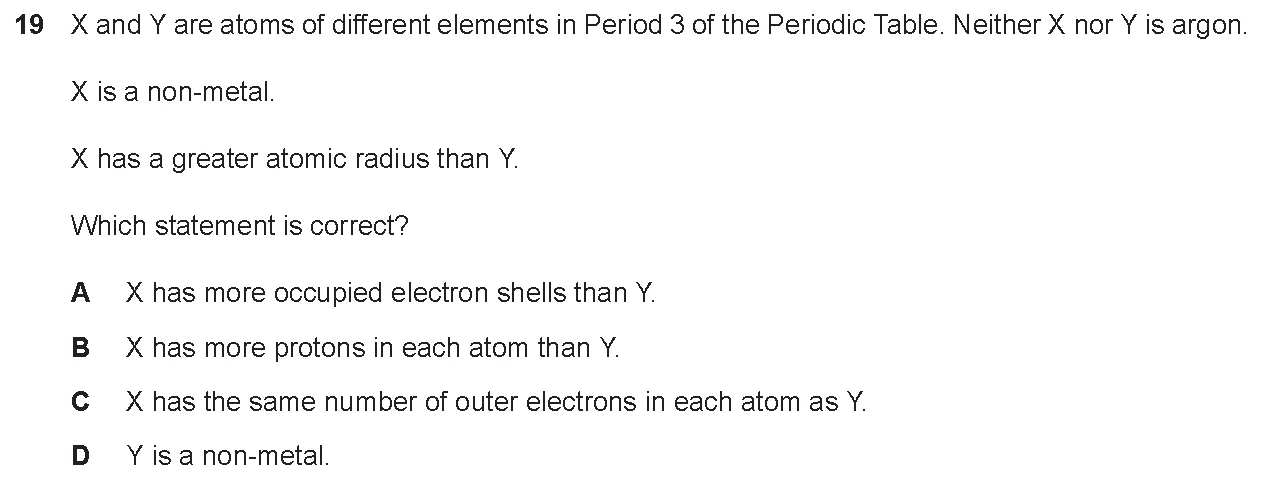 19 X and Y are atoms of different elements in Period 3 of the Periodic Table. Neither X nor Y is argon.
X is a non-metal.
X has a greater atomic radius than Y.
Which statement is correct?
A X has more occupied electron shells than Y.
B X has more protons in each atom than Y.
C X has the same number of outer electrons in each atom as Y.
D Y is a non-metal.